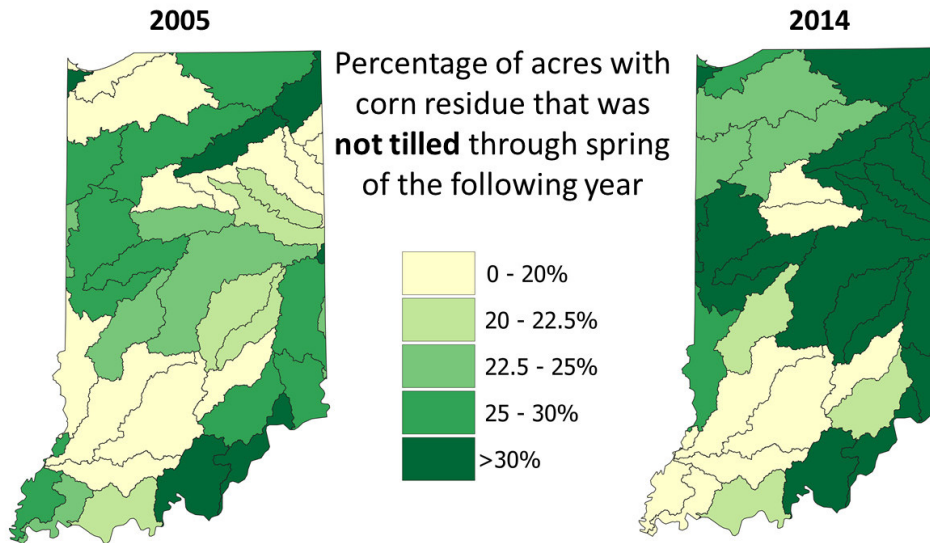 2005
2014
Percentage of acres with
corn residue that was
not tilled through spring
of the following year
0 - 20%
20 - 22.5%
22.5 - 25%
25 - 30%
>30%